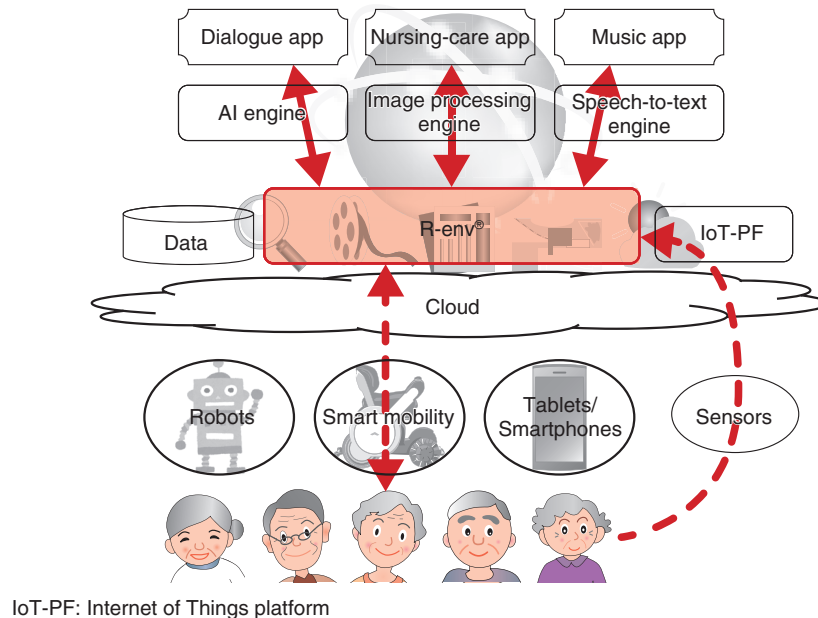 Dialogue app
Nursing-care app
Music app
AI engine
Image processing
engine
Speech-to-text
engine
Data
R-env®
IoT-PF
Cloud
Robots
Smart mobility
Tablets/
Smartphones
Sensors
IoT-PF: Internet of Things platform